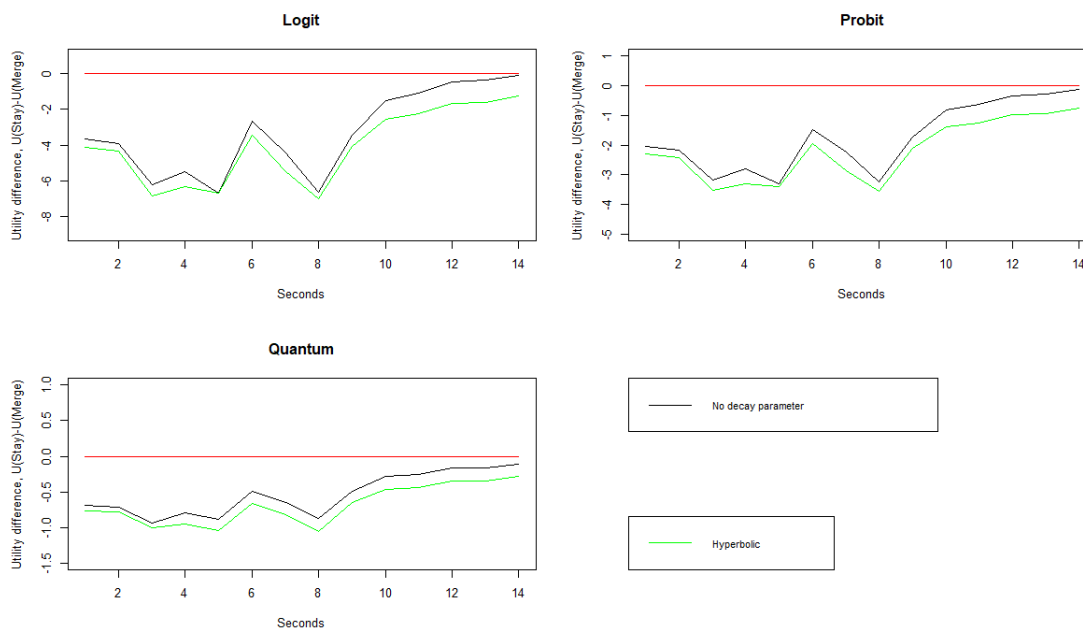 Logit
Utility difference, U(Stay)-U(Merge)
0
-2
-4
-6
-8
2 4 6 8 10 12 14
Seconds
Probit
Utility difference, U(Stay)-U(Merge)
1
0
-1
-2
-3
-4
-5
2 4 6 8 10 12 14
Seconds
Quantum
Utility difference, U(Stay)-U(Merge)
1.0
0.5
0.0
-0.5
-1.0
-1.5
2 4 6 8 10 12 14
Seconds
No decay parameter
Hyperbolic